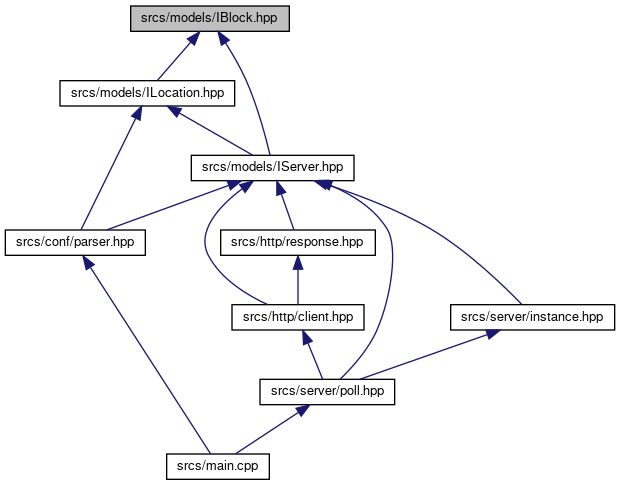 srcs/models/IBlock.hpp
srcs/models/ILocation.hpp
srcs/models/IServer.hpp
srcs/conf/parser.hpp
srcs/http/response.hpp
srcs/http/client.hpp
srcs/server/instance.hpp
srcs/server/poll.hpp
srcs/main.cpp